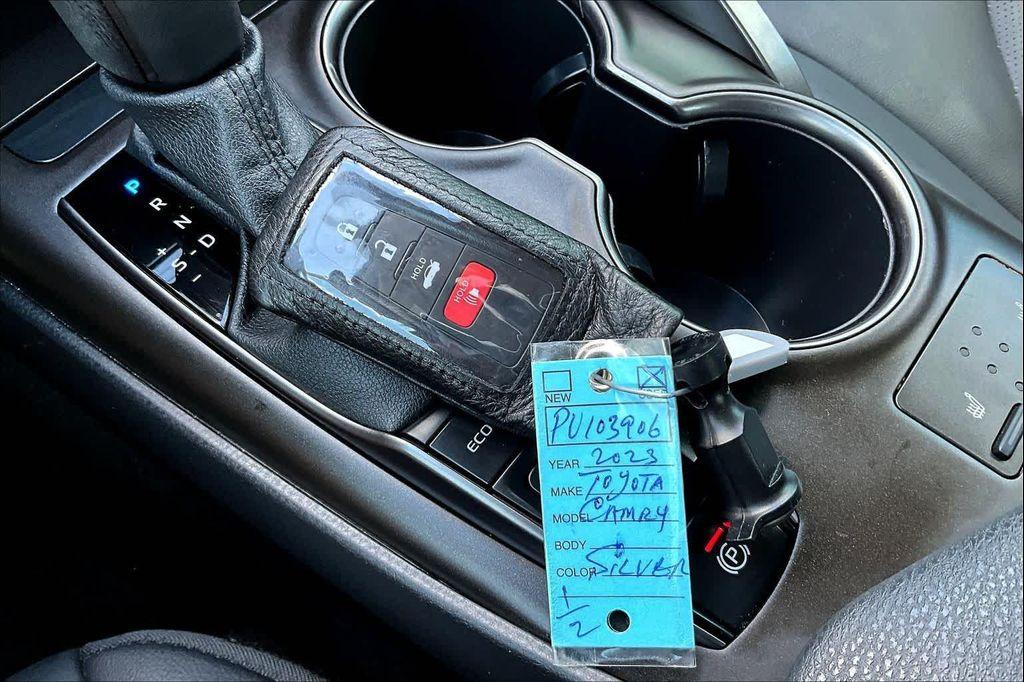 P
R
N
D
+
S
−
HOLD
HOLD
ECO
NEW
PU103906
YEAR 2023
MAKE TOYOTA
MODEL CAMRY
BODY
COLOR SILVER
1/2
(P)